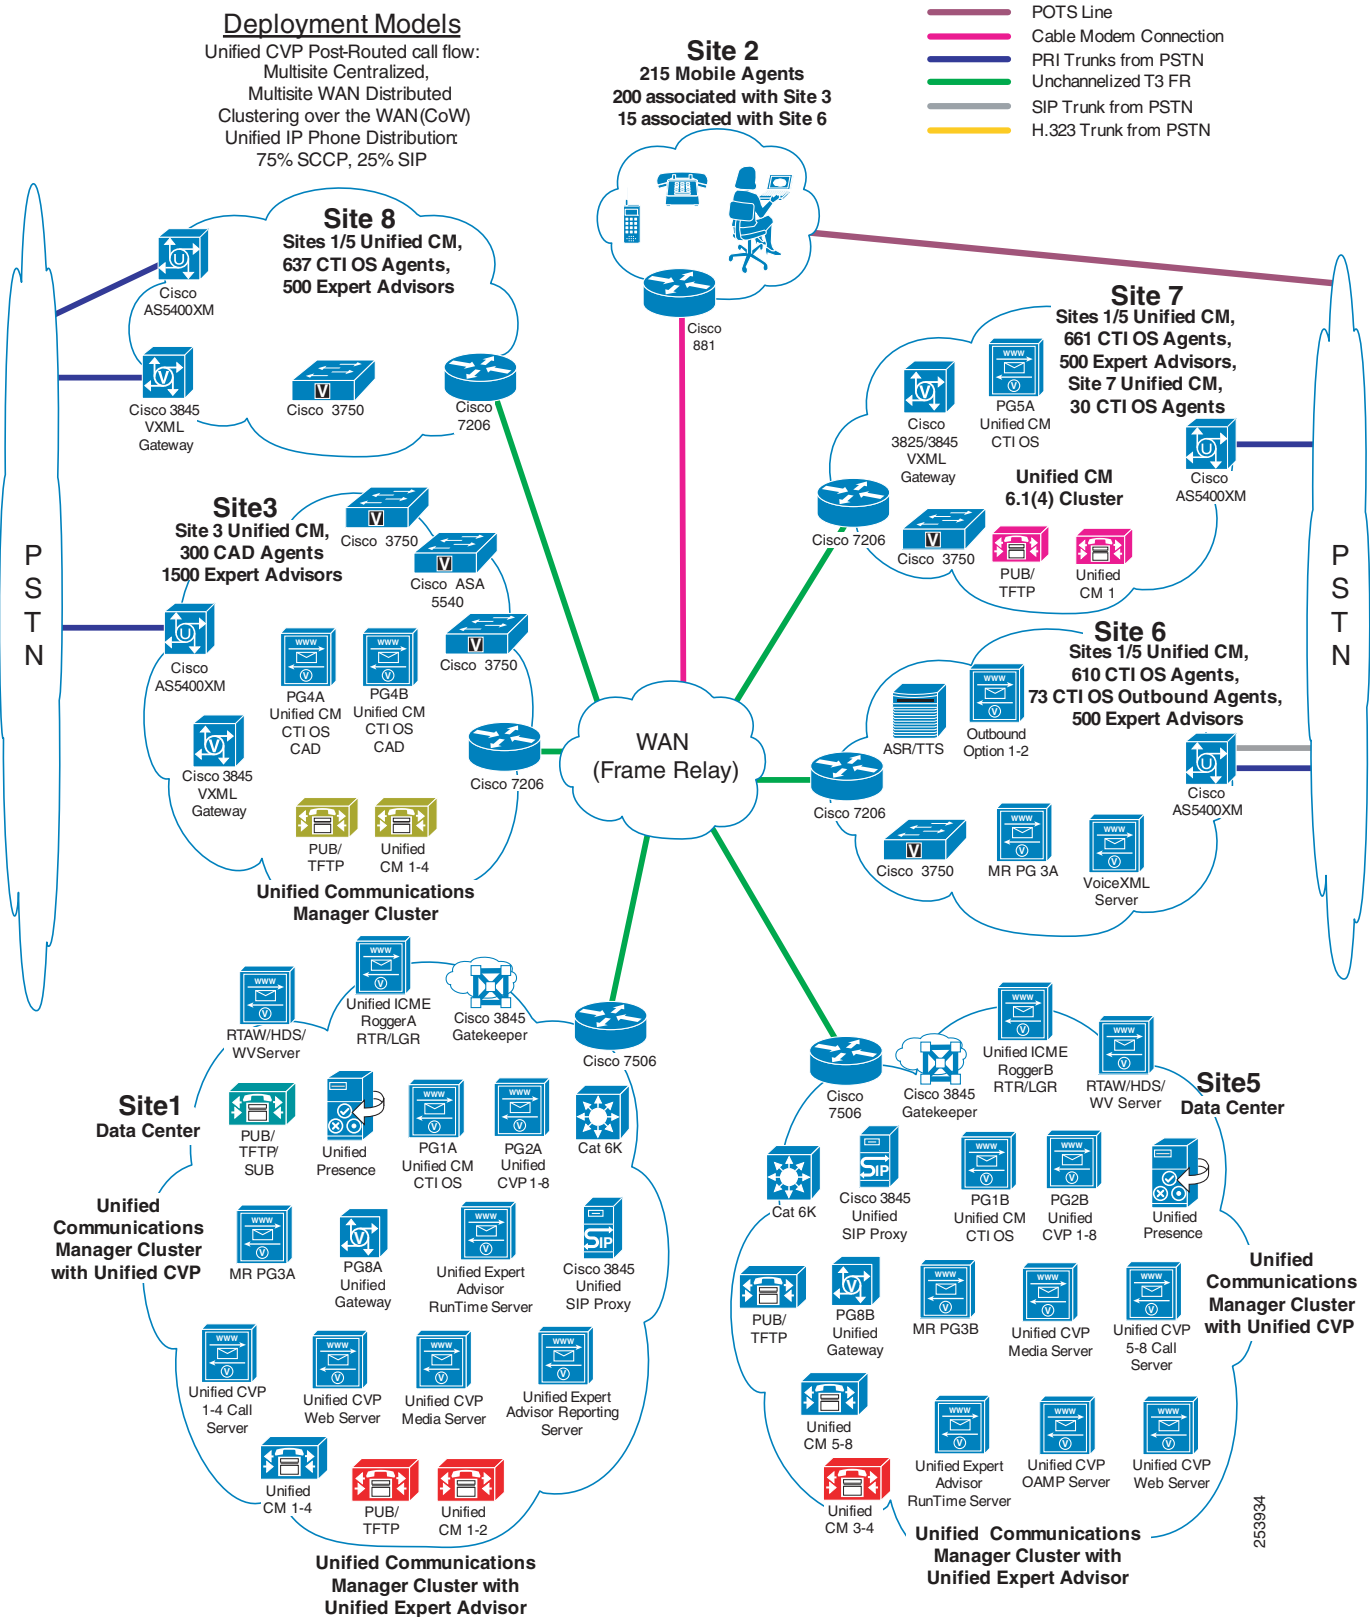 Deployment Models
Unified CVP Post-Routed call flow:
Multisite Centralized,
Multisite WAN Distributed
Clustering over the WAN(CoW)
Unified IP Phone Distribution:
75% SCCP, 25% SIP
POTS Line
Cable Modem Connection
PRI Trunks from PSTN
Unchannelized T3 FR
SIP Trunk from PSTN
H.323 Trunk from PSTN
Site 2
215 Mobile Agents
200 associated with Site 3
15 associated with Site 6
Cisco
881
Site 8
Sites 1/5 Unified CM,
637 CTI OS Agents,
500 Expert Advisors
Cisco
AS5400XM
Cisco 3845
VXML
Gateway
V
Cisco 3750
Cisco
7206
Site 7
Sites 1/5 Unified CM,
661 CTI OS Agents,
500 Expert Advisors,
Site 7 Unified CM,
30 CTI OS Agents
Cisco
3825/3845
VXML
Gateway
PG5A
Unified CM
CTI OS
Unified CM
6.1(4) Cluster
Cisco
AS5400XM
Cisco 7206
V
Cisco 3750
PUB/
TFTP
Unified
CM 1
P
S
T
N
P
S
T
N
Site3
Site 3 Unified CM,
300 CAD Agents
1500 Expert Advisors
V
Cisco 3750
V
Cisco ASA
5540
V
Cisco 3750
Cisco
AS5400XM
PG4A
Unified CM
CTI OS
CAD
PG4B
Unified CM
CTI OS
CAD
Cisco 3845
VXML
Gateway
Cisco 7206
PUB/
TFTP
Unified
CM 1-4
Unified Communications
Manager Cluster
WAN
(Frame Relay)
Site 6
Sites 1/5 Unified CM,
610 CTI OS Agents,
73 CTI OS Outbound Agents,
500 Expert Advisors
ASR/TTS
Outbound
Option 1-2
Cisco 7206
Cisco
AS5400XM
V
Cisco 3750
MR PG 3A
VoiceXML
Server
Site1
Data Center
RTAW/HDS/
WVServer
Unified ICME
RoggerA
RTR/LGR
Cisco 3845
Gatekeeper
Cisco 7506
PUB/
TFTP/
SUB
Unified
Presence
PG1A
Unified CM
CTI OS
PG2A
Unified
CVP 1-8
Cat 6K
Unified
Communications
Manager Cluster
with Unified CVP
MR PG3A
PG8A
Unified
Gateway
Unified Expert
Advisor
RunTime Server
SIP
Cisco 3845
Unified
SIP Proxy
Unified CVP
1-4 Call
Server
Unified CVP
Web Server
Unified CVP
Media Server
Unified Expert
Advisor Reporting
Server
Unified
CM 1-4
PUB/
TFTP
Unified
CM 1-2
Unified Communications
Manager Cluster with
Unified Expert Advisor
Site5
Data Center
Cisco
7506
Cisco 3845
Gatekeeper
Unified ICME
RoggerB
RTR/LGR
RTAW/HDS/
WV Server
Cat 6K
SIP
Cisco 3845
Unified
SIP Proxy
PG1B
Unified CM
CTI OS
PG2B
Unified
CVP 1-8
Unified
Presence
Unified
Communications
Manager Cluster
with Unified CVP
PUB/
TFTP
PG8B
Unified
Gateway
MR PG3B
Unified CVP
Media Server
Unified CVP
5-8 Call
Server
Unified
CM 5-8
Unified
CM 3-4
Unified Expert
Advisor
RunTime Server
Unified CVP
OAMP Server
Unified CVP
Web Server
Unified Communications
Manager Cluster with
Unified Expert Advisor
253934